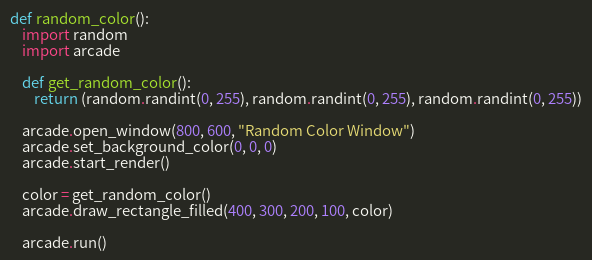 def random_color():
    import random
    import arcade

    def get_random_color():
        return (random.randint(0, 255), random.randint(0, 255), random.randint(0, 255))

    arcade.open_window(800, 600, "Random Color Window")
    arcade.set_background_color(0, 0, 0)
    arcade.start_render()

    color = get_random_color()
    arcade.draw_rectangle_filled(400, 300, 200, 100, color)

    arcade.run()